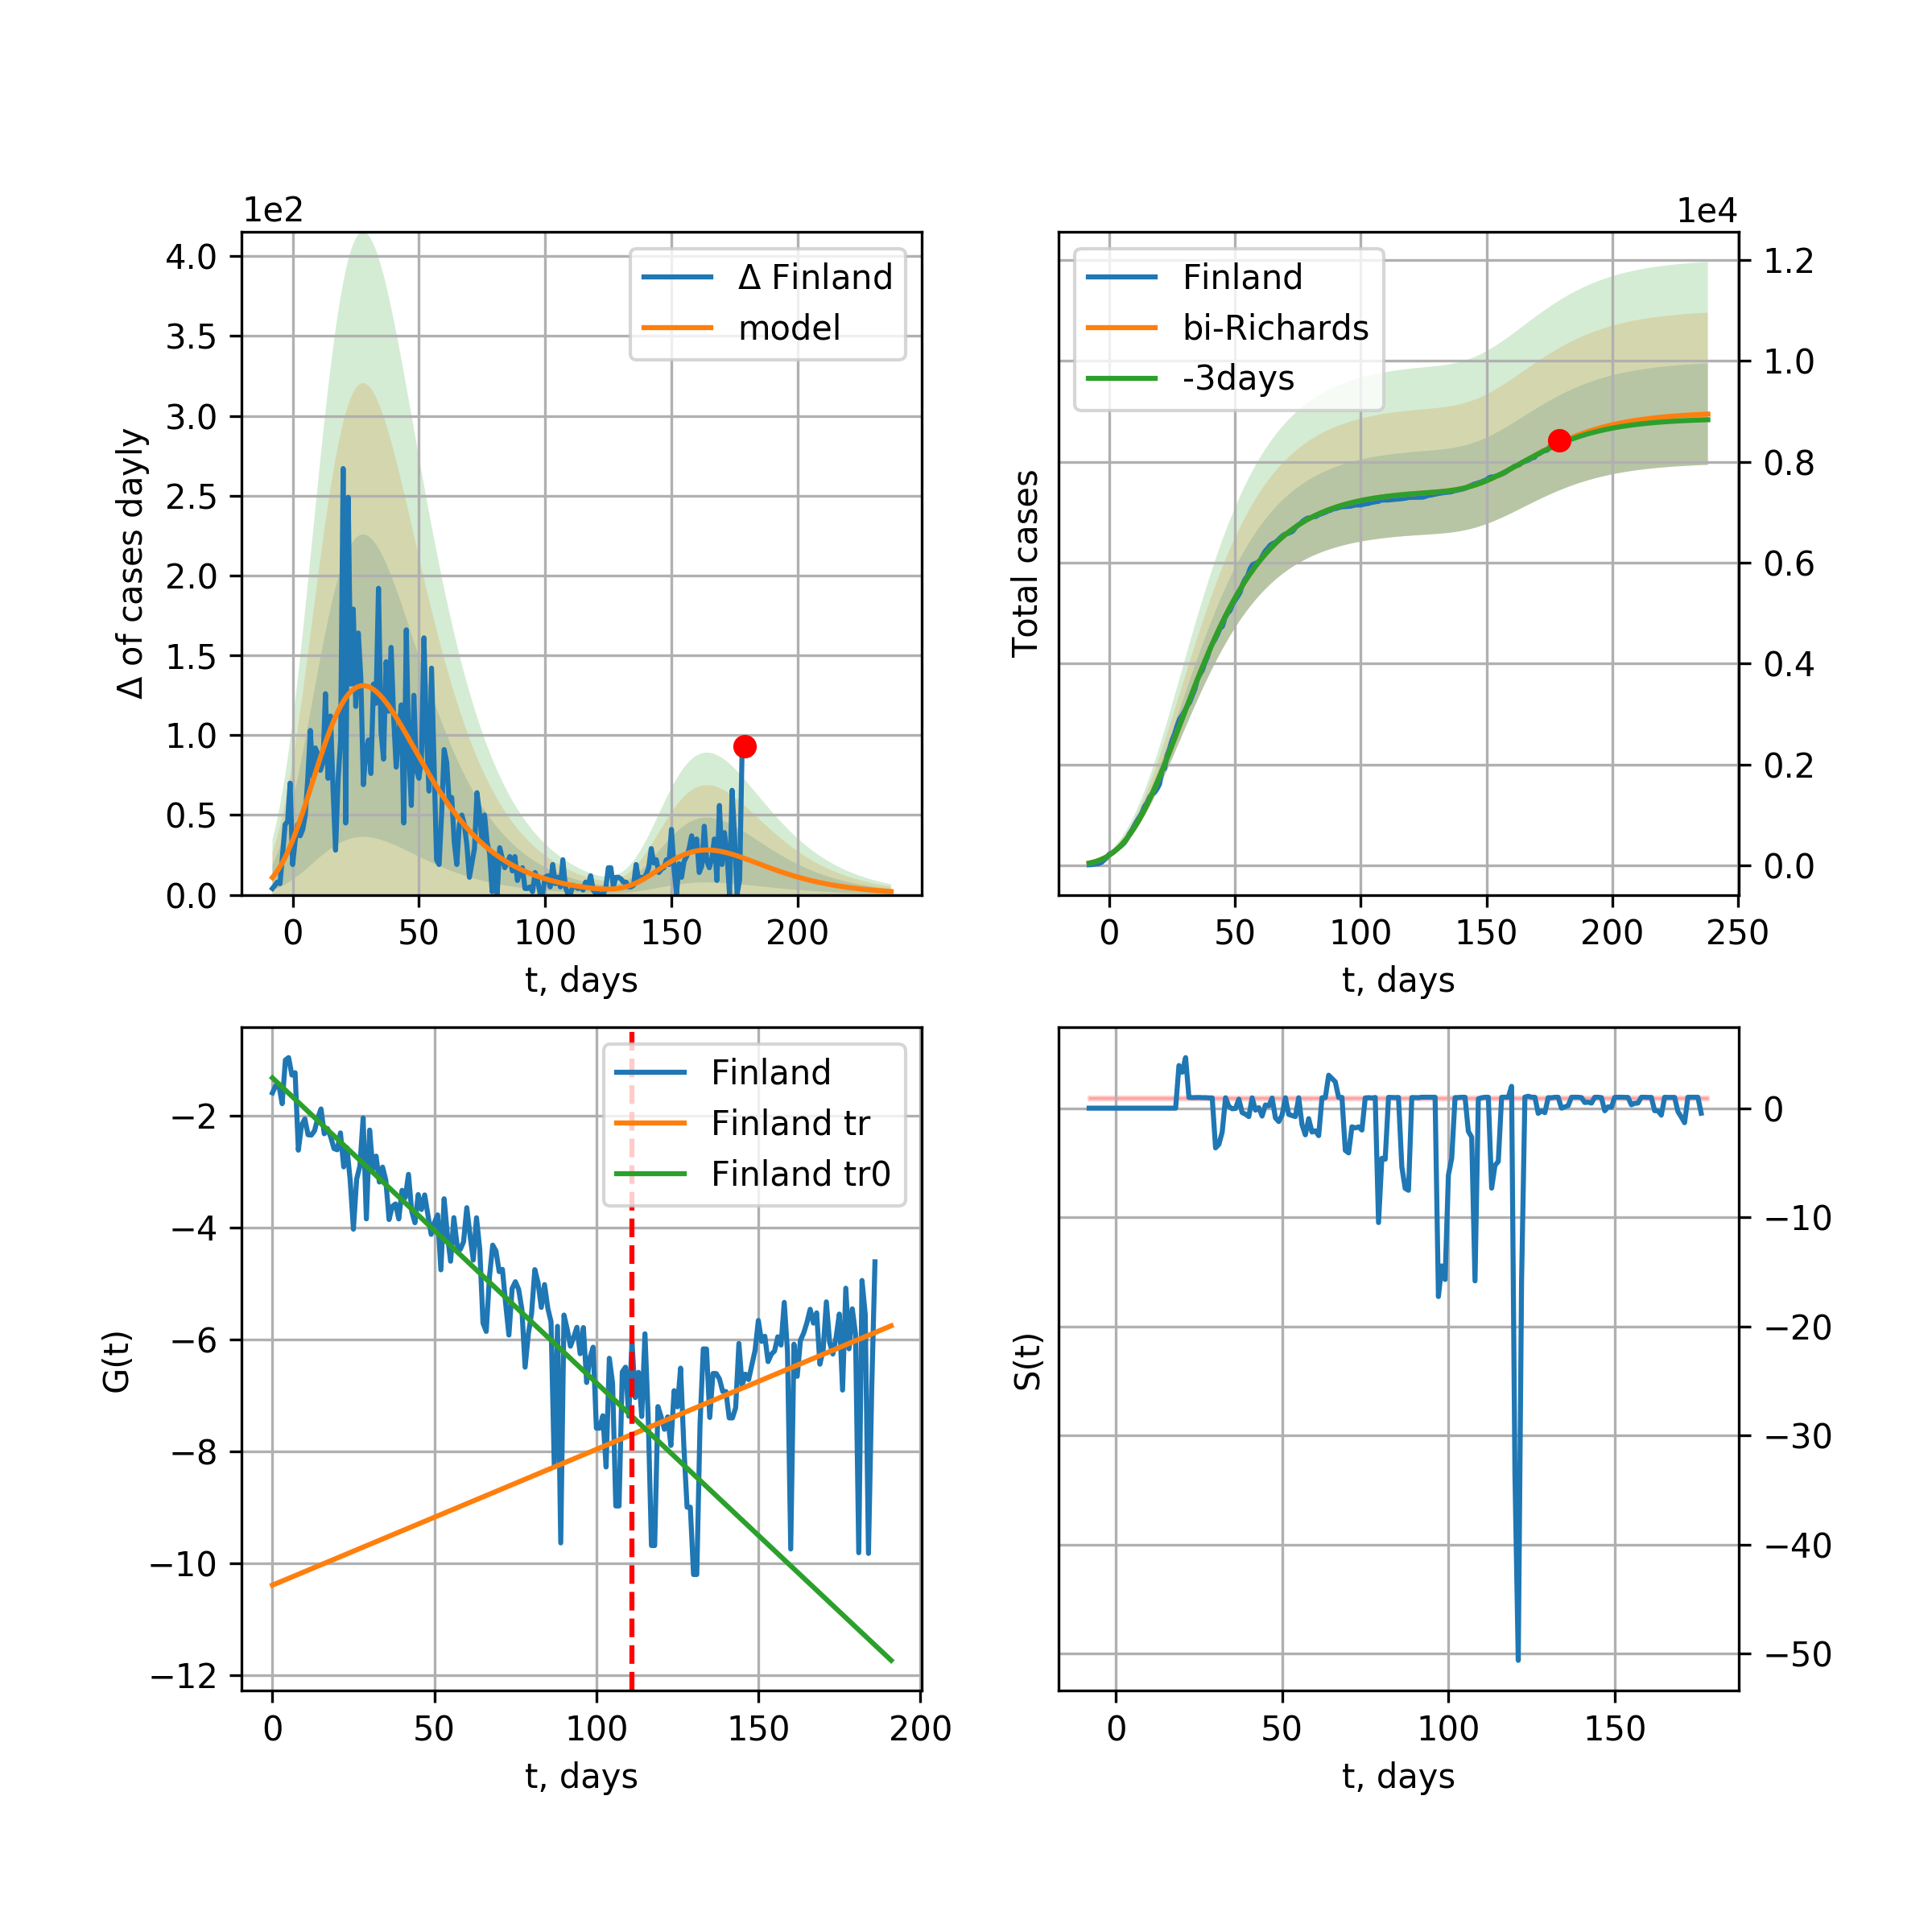 1e2
Δ of cases dayly
4.0
3.5
3.0
2.5
2.0
1.5
1.0
0.5
0.0
Δ Finland
model
0 50 100 150 200
t, days
1e4
Total cases
Finland
bi-Richards
-3days
1.2
1.0
0.8
0.6
0.4
0.2
0.0
0 50 100 150 200 250
t, days
G(t)
−2
−4
−6
−8
−10
−12
Finland
Finland tr
Finland tr0
0 50 100 150 200
t, days
S(t)
0
−10
−20
−30
−40
−50
0 50 100 150
t, days